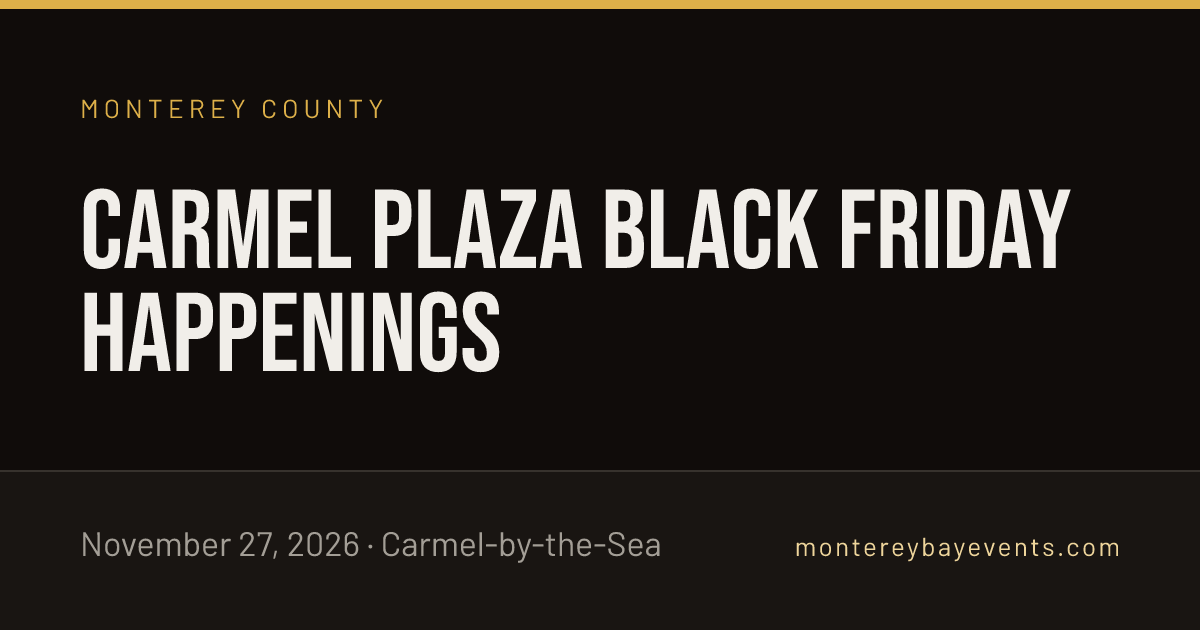 MONTEREY COUNTY
CARMEL PLAZA BLACK FRIDAY
HAPPENINGS
November 27, 2026 · Carmel-by-the-Sea
montereybayevents.com